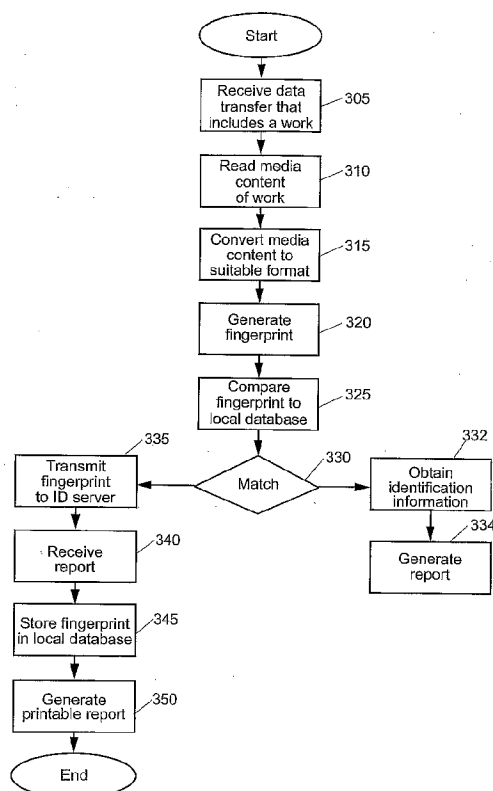 Start
Receive data
transfer that
includes a work
305
Read media
content
of work
310
Convert media
content to
suitable format
315
Generate
fingerprint
320
Compare
fingerprint to
local database
325
Match
330
335
Transmit
fingerprint
to ID server
332
Obtain
identification
information
334
Generate
report
Receive
report
340
Store fingerprint
in local database
345
Generate
printable report
350
End